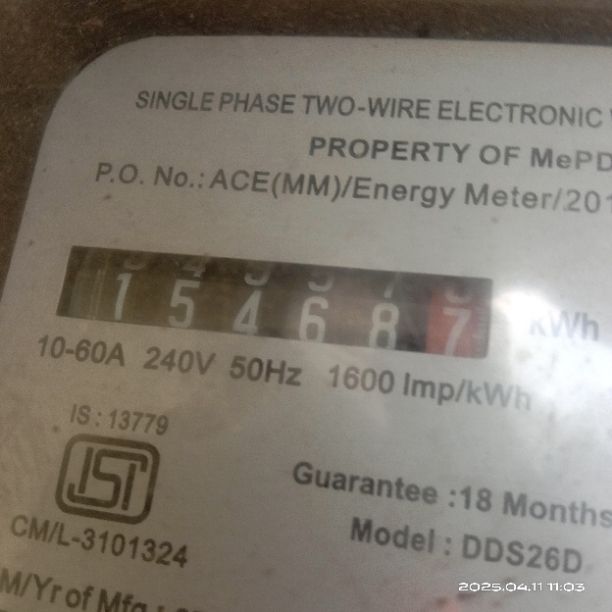 SINGLE PHASE TWO-WIRE ELECTRONIC
PROPERTY OF MePD
P.O. No.: ACE(MM)/Energy Meter/201
154687
kWh
10-60A 240V 50Hz 1600 Imp/kWh
IS : 13779
ISI
CM/L-3101324
Guarantee :18 Months
Model : DDS26D
M/Yr of Mfg :
2025.04.11 11:03